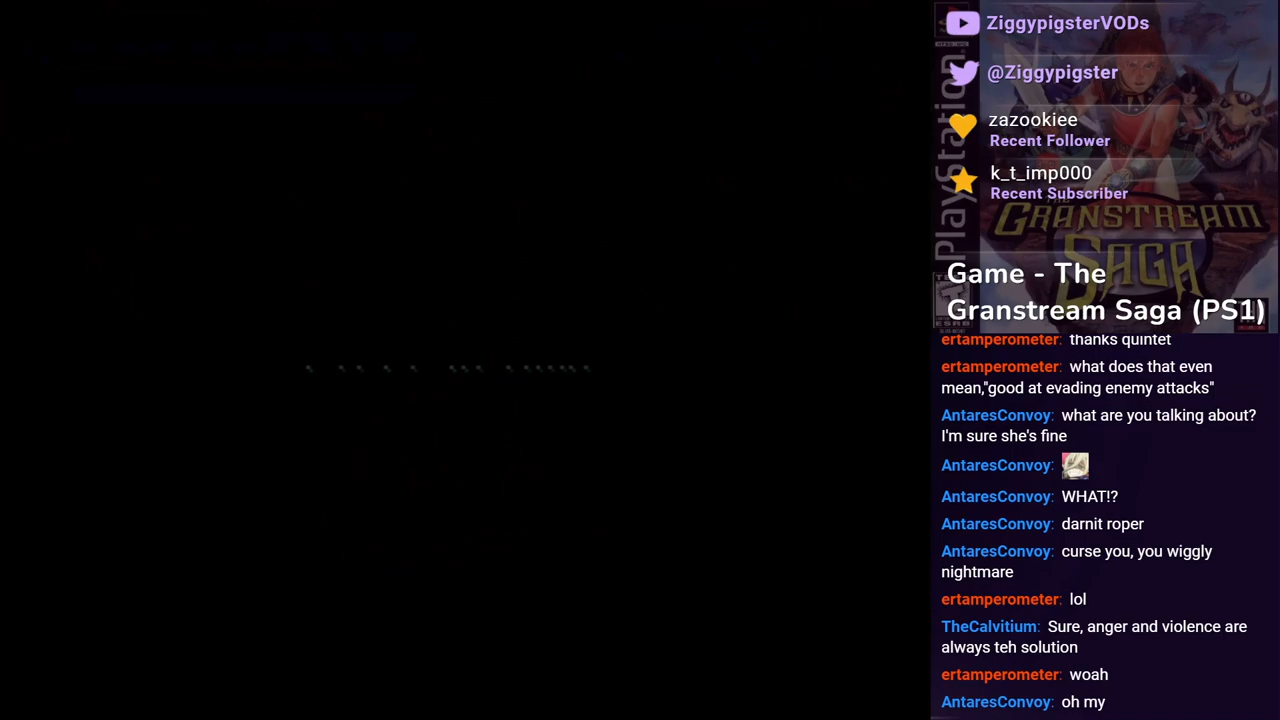 ZiggypigsterVODs
@Ziggypigster
zazookiee
Recent Follower
k_t_imp000
Recent Subscriber
PlayStation
GRANSTREAM
SAGA
Game - The
Granstream Saga (PS1)
ertamperometer: thanks quintet
ertamperometer: what does that even
mean,"good at evading enemy attacks"
AntaresConvoy: what are you talking about?
I'm sure she's fine
AntaresConvoy:
AntaresConvoy: WHAT!?
AntaresConvoy: darnit roper
AntaresConvoy: curse you, you wiggly
nightmare
ertamperometer: lol
TheCalvitium: Sure, anger and violence are
always teh solution
ertamperometer: woah
AntaresConvoy: oh my